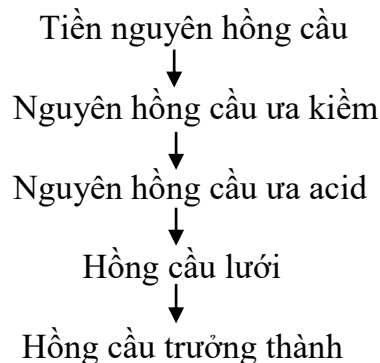 Tiền nguyên hồng cầu
Nguyên hồng cầu ưa kiềm
Nguyên hồng cầu ưa acid
Hồng cầu lưới
Hồng cầu trưởng thành